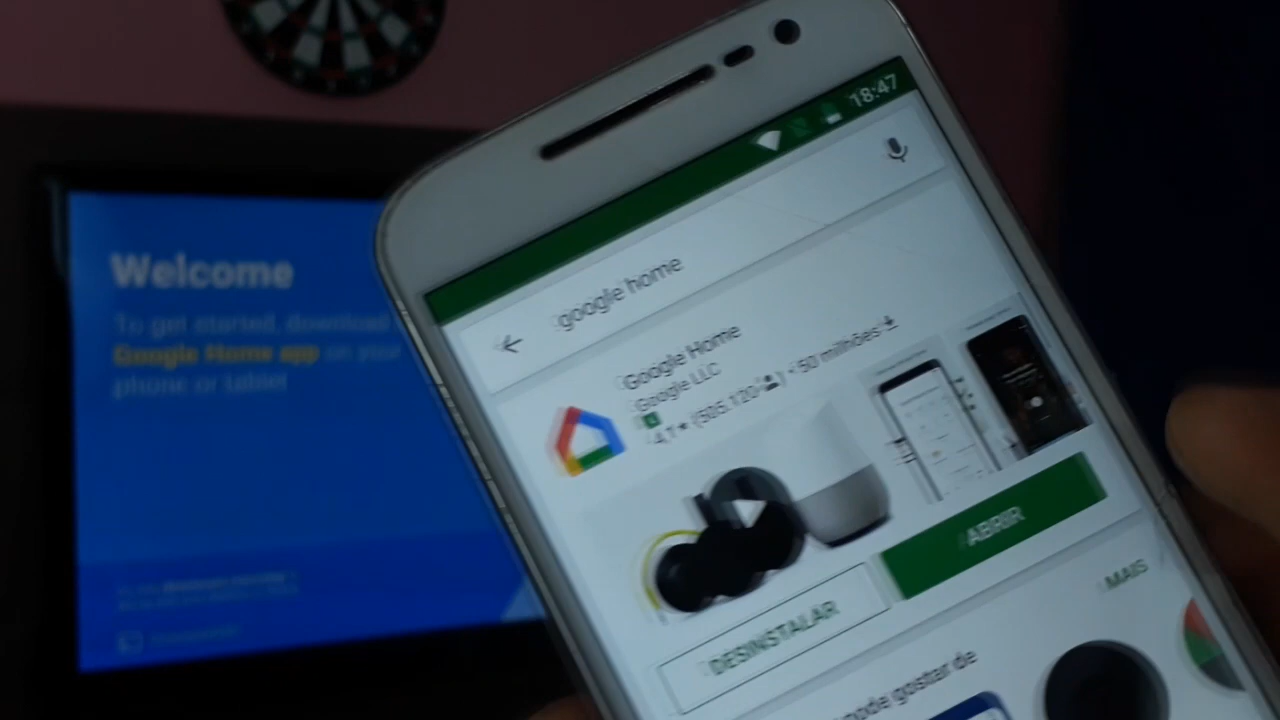 Welcome
To get started, download
Google Home app on your
phone or tablet
18:47
google home
Google Home
Google LLC
4,1★ (505.120) • 50 milhões
DESINSTALAR
ABRIR
MAIS
gostar de